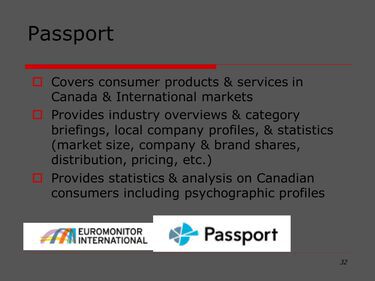 Passport
Covers consumer products & services in
Canada & International markets
Provides industry overviews & category
briefings, local company profiles, & statistics
(market size, company & brand shares,
distribution, pricing, etc.)
Provides statistics & analysis on Canadian
consumers including psychographic profiles
EUROMONITOR
INTERNATIONAL
Passport
32